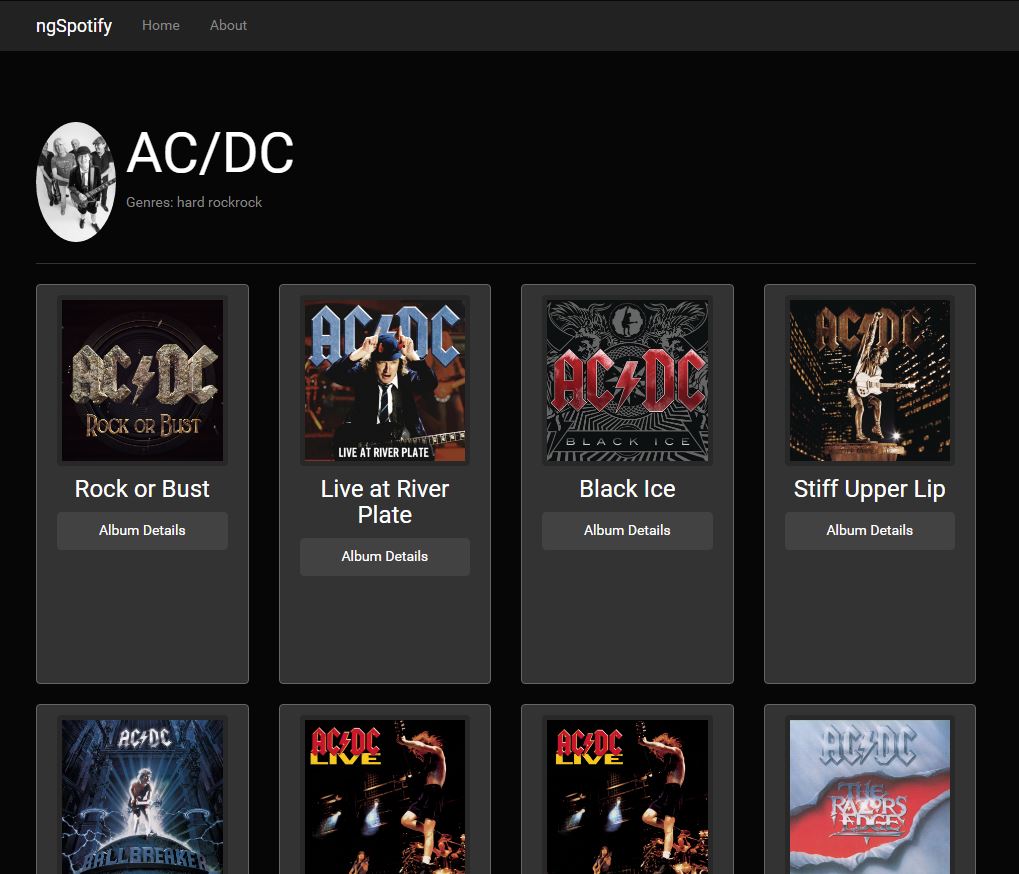 ngSpotify Home About
AC/DC
Genres: hard rockrock
AC DC
ROCK OR BUST
AC DC
LIVE AT RIVER PLATE
AC DC
BLACK ICE
AC DC
Rock or Bust
Live at River
Plate
Black Ice
Stiff Upper Lip
Album Details
Album Details
Album Details
Album Details
AC DC
BALLBREAKER
AC DC
LIVE
AC DC
LIVE
AC DC
THE
RAZORS
EDGE